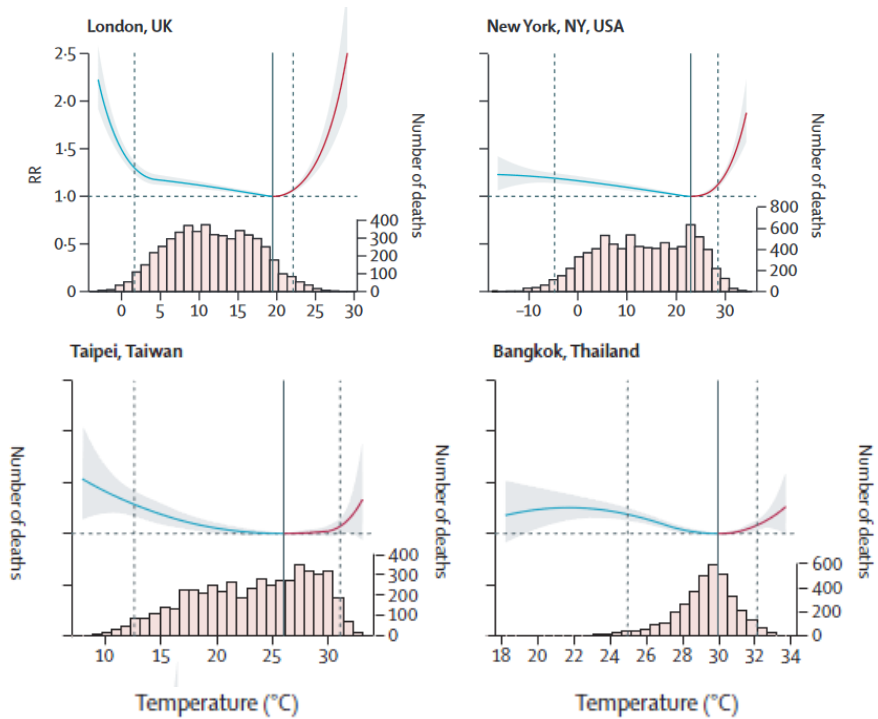 London, UK
New York, NY, USA
2·5
2·0
1·5
1·0
0·5
0
RR
400
300
200
100
0
Number of deaths
0 5 10 15 20 25 30
800
600
400
200
0
Number of deaths
−10 0 10 20 30
Taipei, Taiwan
Bangkok, Thailand
Number of deaths
400
300
200
100
0
Number of deaths
10 15 20 25 30
Temperature (°C)
600
400
200
0
Number of deaths
18 20 22 24 26 28 30 32 34
Temperature (°C)